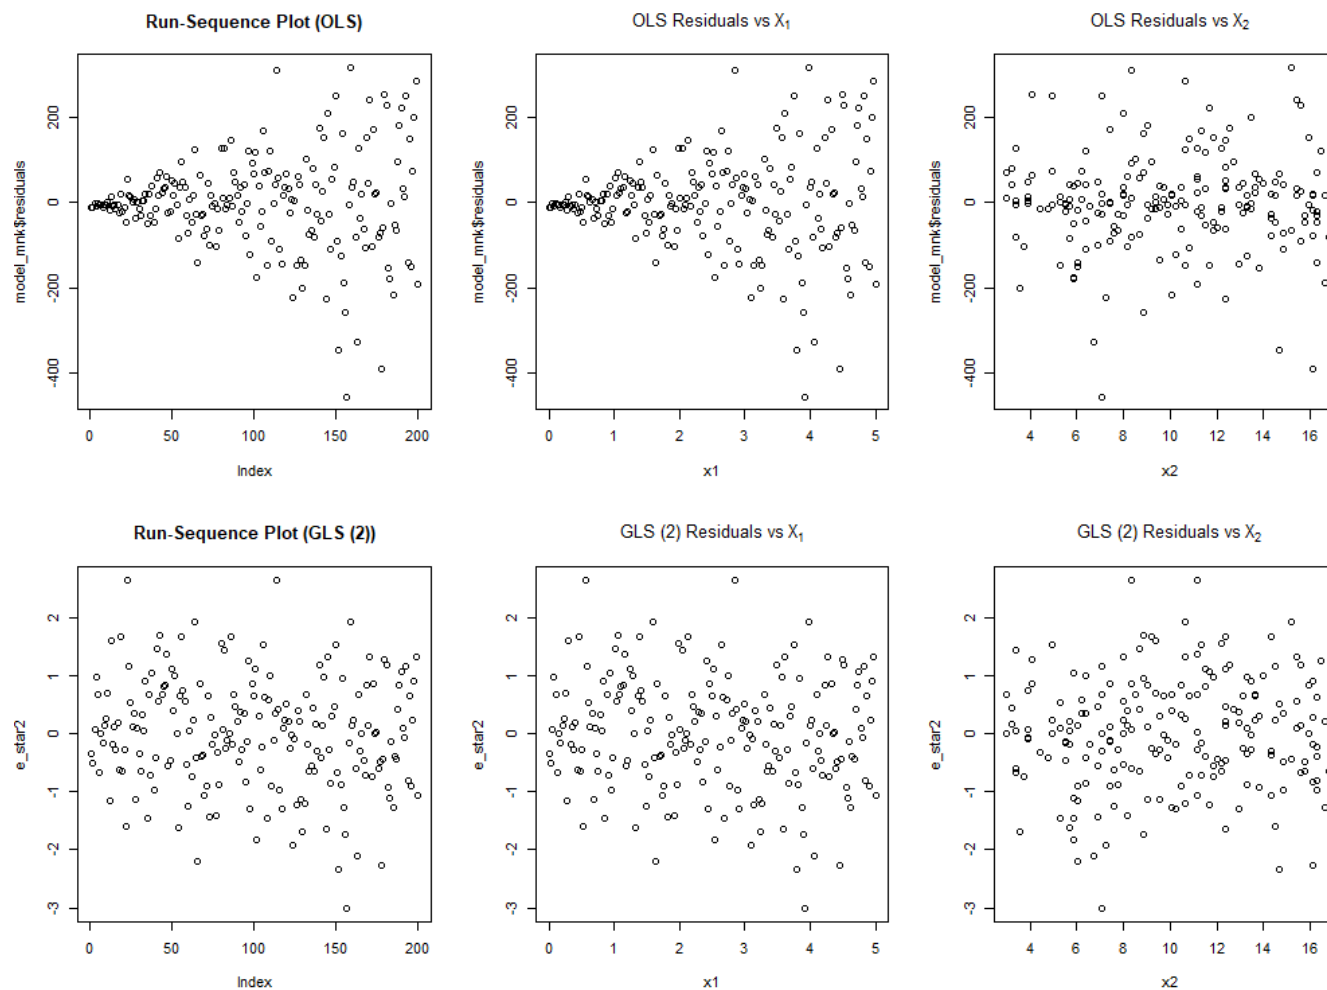 Run-Sequence Plot (OLS)
model_mnk$residuals
200
0
-200
-400
0 50 100 150 200
Index
OLS Residuals vs X₁
model_mnk$residuals
200
0
-200
-400
0 1 2 3 4 5
x1
OLS Residuals vs X₂
model_mnk$residuals
200
0
-200
-400
4 6 8 10 12 14 16
x2
Run-Sequence Plot (GLS (2))
e_star2
2
1
0
-1
-2
-3
0 50 100 150 200
Index
GLS (2) Residuals vs X₁
e_star2
2
1
0
-1
-2
-3
0 1 2 3 4 5
x1
GLS (2) Residuals vs X₂
e_star2
2
1
0
-1
-2
-3
4 6 8 10 12 14 16
x2